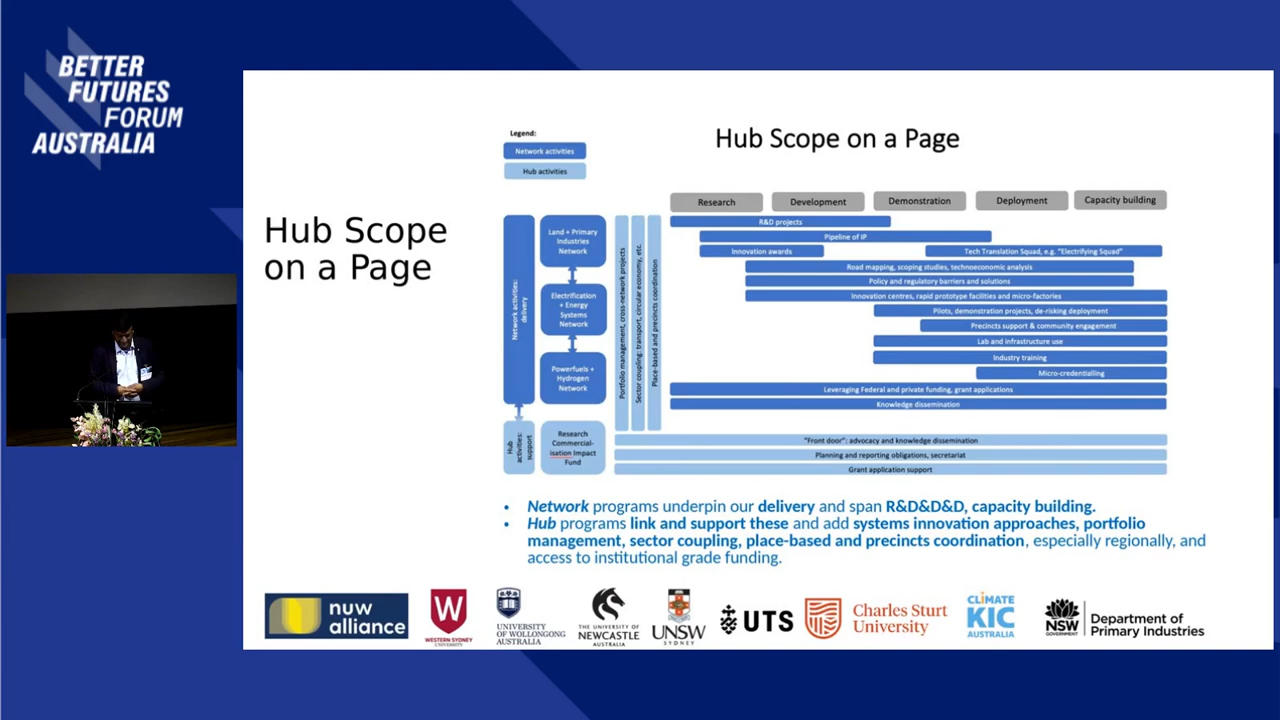 BETTER
FUTURES
FORUM
AUSTRALIA
Hub Scope
on a Page
Hub Scope on a Page
Legend:
Network activities
Hub activities
Research
Development
Demonstration
Deployment
Capacity building
Network activities:
delivery
Land + Primary
Industries
Network
Electrification
+ Energy
Systems
Network
Powerfuels +
Hydrogen
Network
Portfolio management, cross-network projects
Sector coupling: transport, circular economy, etc.
Place-based and precincts coordination
R&D projects
Pipeline of IP
Innovation awards
Tech Translation Squad, e.g. "Electrifying Squad"
Road mapping, scoping studies, technoeconomic analysis
Policy and regulatory barriers and solutions
Innovation centres, rapid prototype facilities and micro-factories
Pilots, demonstration projects, de-risking deployment
Precincts support & community engagement
Lab and infrastructure use
Industry training
Micro-credentialling
Leveraging Federal and private funding, grant applications
Knowledge dissemination
Hub
activities:
support
Research
Commercial-
isation Impact
Fund
"Front door": advocacy and knowledge dissemination
Planning and reporting obligations, secretariat
Grant application support
• Network programs underpin our delivery and span R&D&D&D, capacity building.
• Hub programs link and support these and add systems innovation approaches, portfolio
management, sector coupling, place-based and precincts coordination, especially regionally, and
access to institutional grade funding.
nuw
alliance
W
WESTERN SYDNEY
UNIVERSITY
UNIVERSITY
OF WOLLONGONG
AUSTRALIA
THE UNIVERSITY OF
NEWCASTLE
AUSTRALIA
UNSW
SYDNEY
UTS
Charles Sturt
University
CLIMATE
KIC
AUSTRALIA
NSW
GOVERNMENT
Department of
Primary Industries